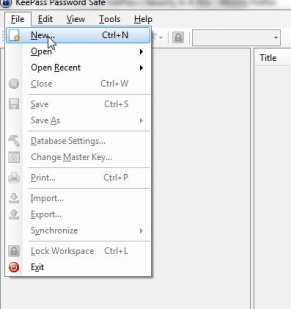 KeePass Password Safe
File Edit View Tools Help
New... Ctrl+N
Open
Title
Open Recent
Close Ctrl+W
Save Ctrl+S
Save As
Database Settings...
Change Master Key...
Print... Ctrl+P
Import...
Export...
Synchronize
Lock Workspace Ctrl+L
Exit